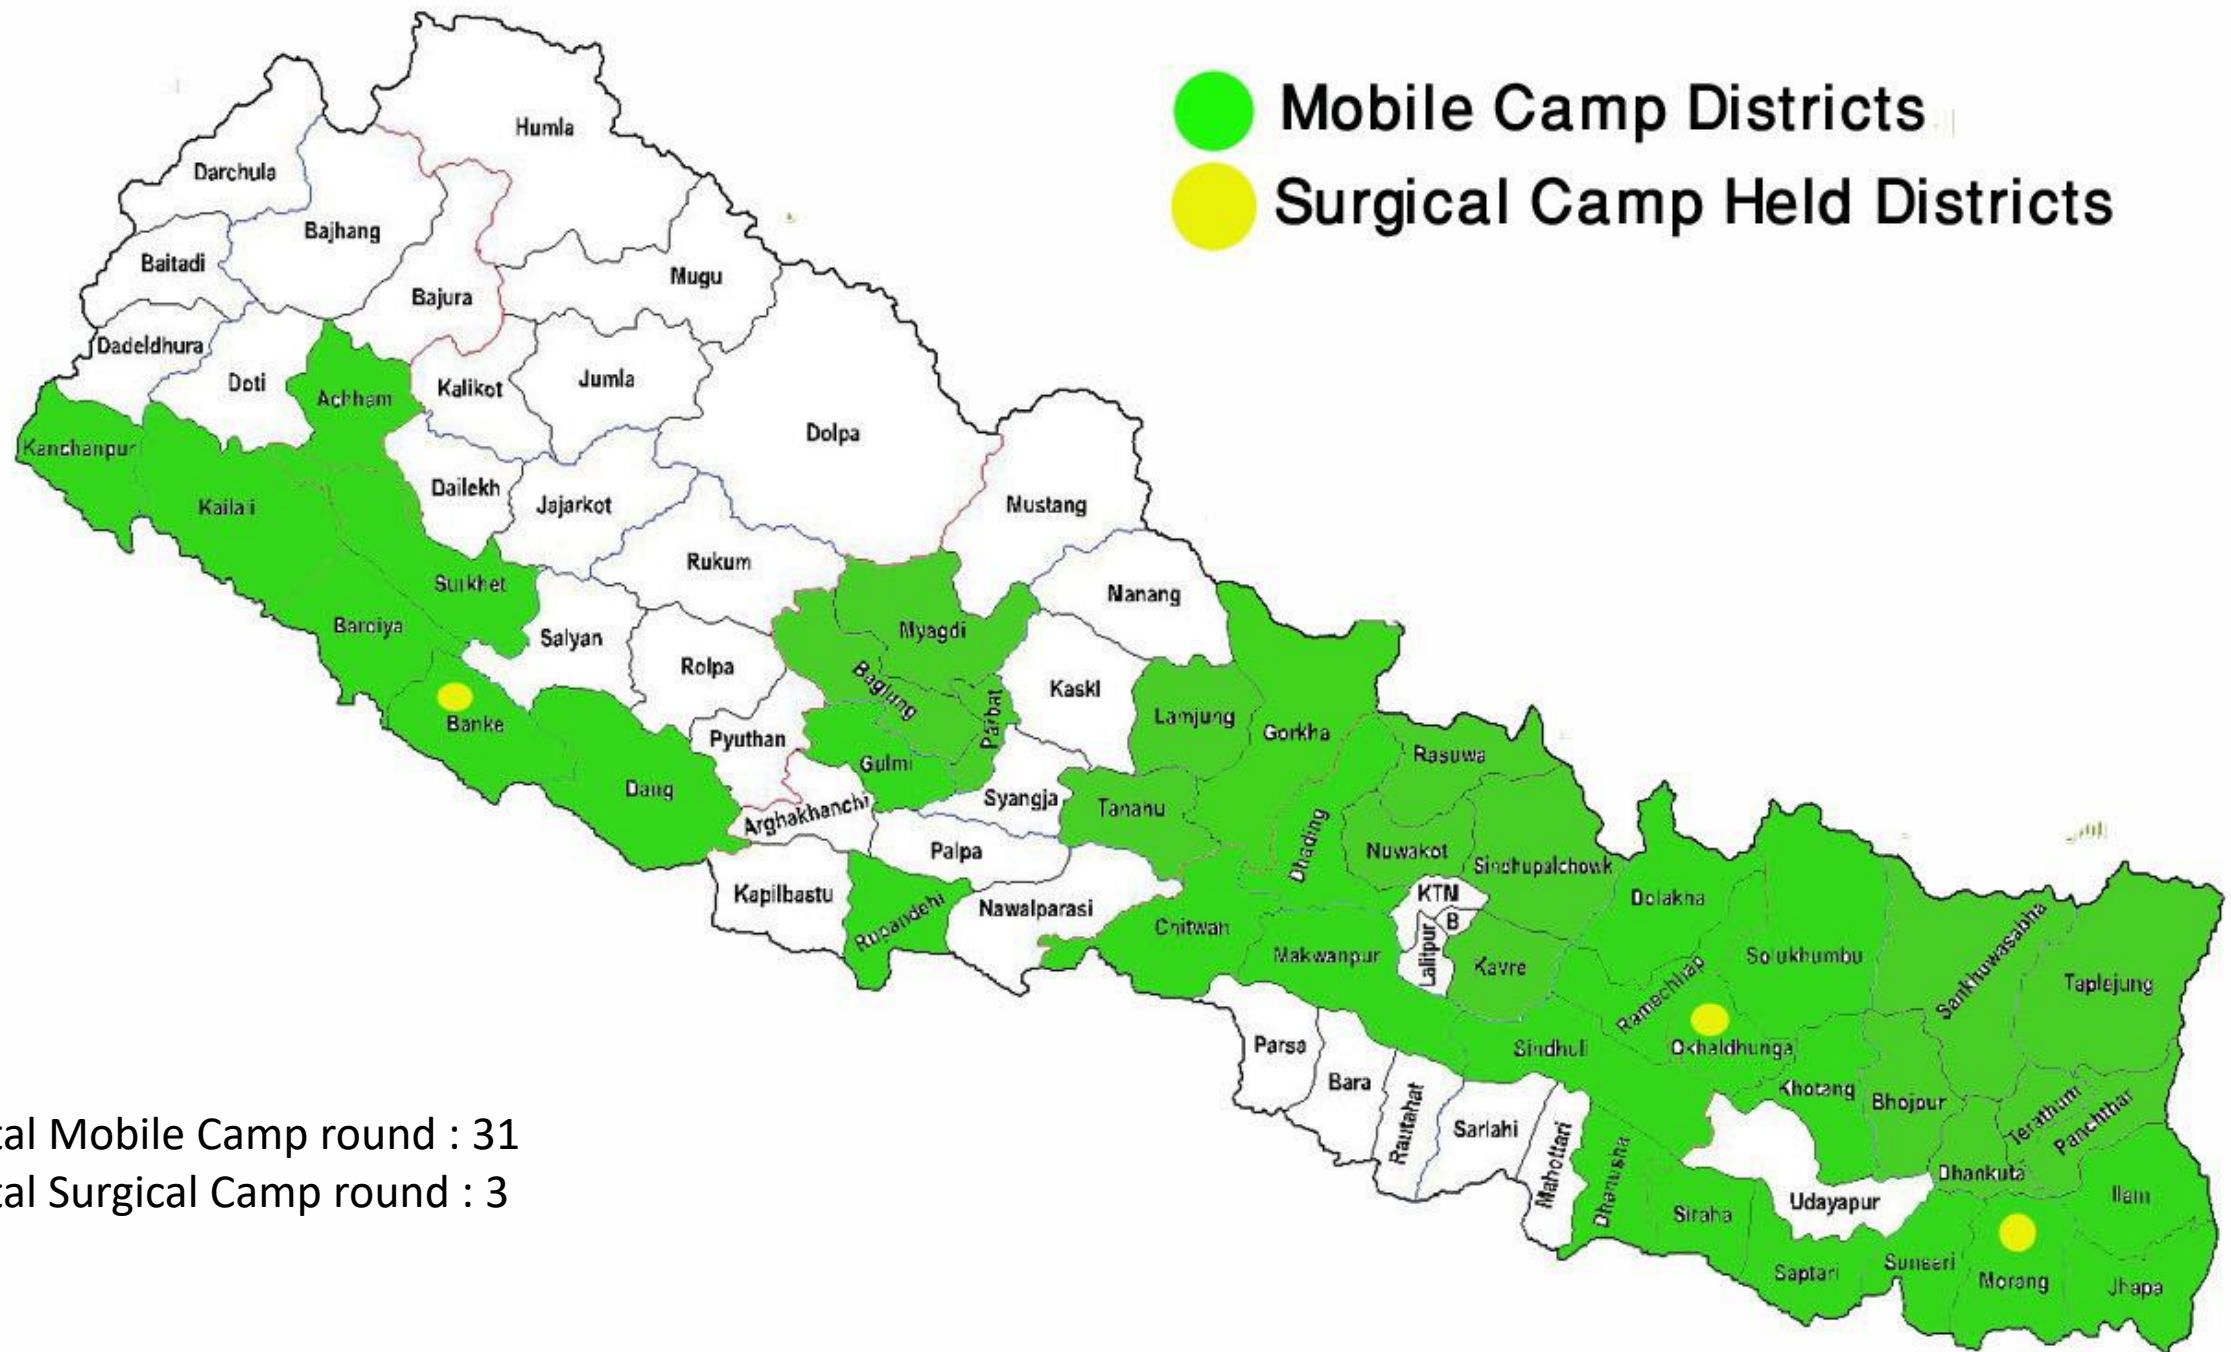 Mobile Camp Districts
Surgical Camp Held Districts
Humla
Darchula
Bajhang
Baitadi
Mugu
Bajura
Dadeldhura
Doti
Jumla
Kalikot
Achham
Dolpa
Kanchanpur
Dailekh
Jajarkot
Mustang
Kailali
Rukum
Surkhet
Manang
Bardiya
Salyan
Myagdi
Rolpa
Baglung
Kaski
Parbat
Lamjung
Gorkha
Banke
Pyuthan
Rasuwa
Gulmi
Dang
Syangja
Tanahu
Arghakhanchi
Dhading
Palpa
Nuwakot
Sindhupalchowk
Kapilbastu
KTM
Dolakha
Nawalparasi
Rupandehi
B
Chitwan
Lalitpur
Makwanpur
Kavre
Solukhumbu
Sankhuwasabha
Taplejung
Ramechhap
Parsa
Sindhuli
Okhaldhunga
Bara
Khotang
Bhojpur
Rautahat
Terathum
Panchthar
Sarlahi
Mahottari
Dhanusha
Dhankuta
Udayapur
Ilam
Siraha
Saptari
Sunsari
Morang
Jhapa
tal Mobile Camp round : 31
tal Surgical Camp round : 3